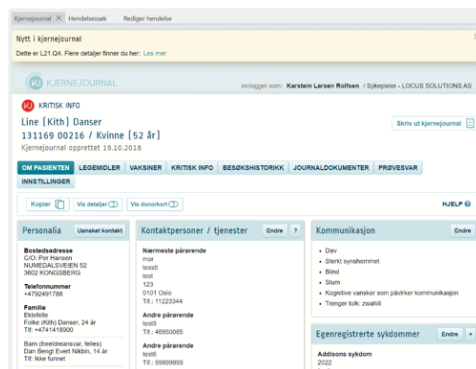 Kjernejournal
Hendelsessøk
Rediger hendelse
Nytt i kjernejournal
Dette er L21.Q4. Flere detaljer finner du her: Les mer
KJ KJERNEJOURNAL
Innlogget som: Karstein Larsen Rolfsen / Sykepleier - LOCUS SOLUTIONS AS
KJ KRITISK INFO
Line (Kith) Danser
131169 00216 / Kvinne (52 år)
Kjernejournal opprettet 19.10.2018
Skriv ut kjernejournal
OM PASIENTEN LEGEMIDLER VAKSINER KRITISK INFO BESØKSHISTORIKK JOURNALDOKUMENTER PRØVESVAR
INNSTILLINGER
Kopier
Vis detaljer
Vis donorkort
HJELP
Personalia
Uønsket kontakt
Bostedsadresse
C/O: Per Hansen
NUMEDALSVEIEN 52
3602 KONGSBERG
Telefonnummer
+4792491788
Familie
Ektefelle
Folke (Kith) Danser, 24 år
Tlf: +4741418900
Barn (foreldreansvar, felles)
Dan Bengt Evert Nikbin, 14 år
Tlf: Ikke funnet
Kontaktpersoner / tjenester
Endre ?
Nærmeste pårørende
mor
testtt
test
123
0101 Oslo
Tlf.: 11223344
Andre pårørende
test9
Tlf.: 46950085
Andre pårørende
test6
Tlf.: 99999999
Kommunikasjon
Endre
• Døv
• Sterkt synshemmet
• Blind
• Stum
• Kognitive vansker som påvirker kommunikasjon
• Trenger tolk: zwahili
Egenregistrerte sykdommer
Endre +
Addisons sykdom
2022